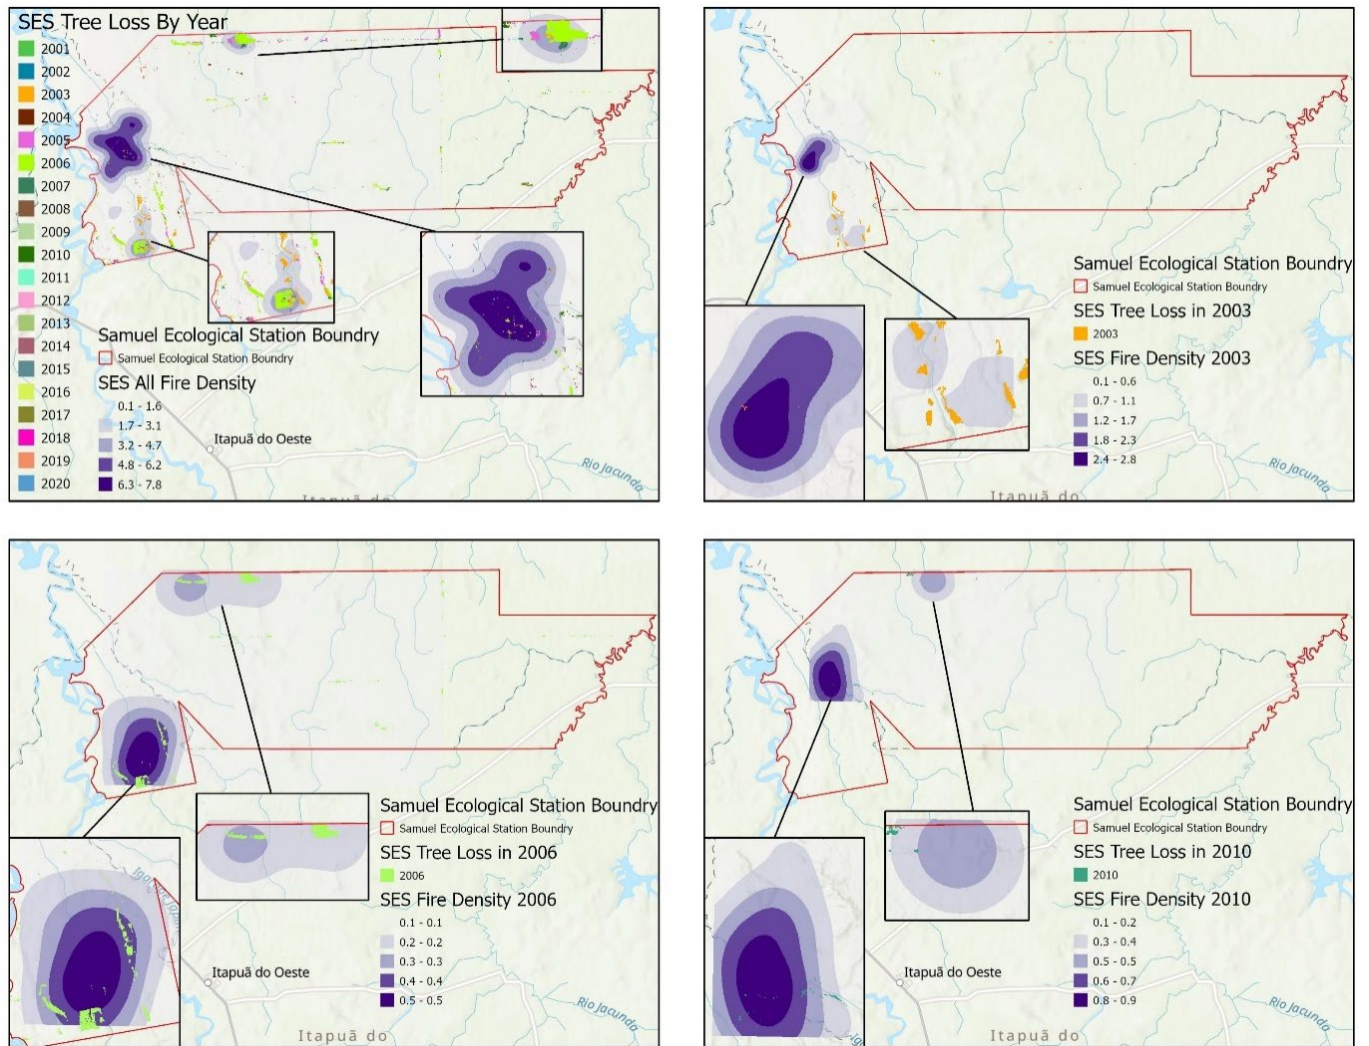 SES Tree Loss By Year
2001
2002
2003
2004
2005
2006
2007
2008
2009
2010
2011
2012
2013
2014
2015
2016
2017
2018
2019
2020
Samuel Ecological Station Boundry
Samuel Ecological Station Boundry
SES All Fire Density
0.1 - 1.6
1.7 - 3.1
3.2 - 4.7
4.8 - 6.2
6.3 - 7.8
Itapuã do Oeste
Rio Jacundá
Itapuã do
Samuel Ecological Station Boundry
Samuel Ecological Station Boundry
SES Tree Loss in 2003
2003
SES Fire Density 2003
0.1 - 0.6
0.7 - 1.1
1.2 - 1.7
1.8 - 2.3
2.4 - 2.8
Rio Jacundá
Itapuã do
Samuel Ecological Station Boundry
Samuel Ecological Station Boundry
SES Tree Loss in 2006
2006
SES Fire Density 2006
0.1 - 0.1
0.2 - 0.2
0.3 - 0.3
0.4 - 0.4
0.5 - 0.5
Itapuã do Oeste
Rio Jacundá
Itapuã do
Samuel Ecological Station Boundry
Samuel Ecological Station Boundry
SES Tree Loss in 2010
2010
SES Fire Density 2010
0.1 - 0.2
0.3 - 0.4
0.5 - 0.5
0.6 - 0.7
0.8 - 0.9
Itapuã do Oeste
Rio Jacundá
Itapuã do